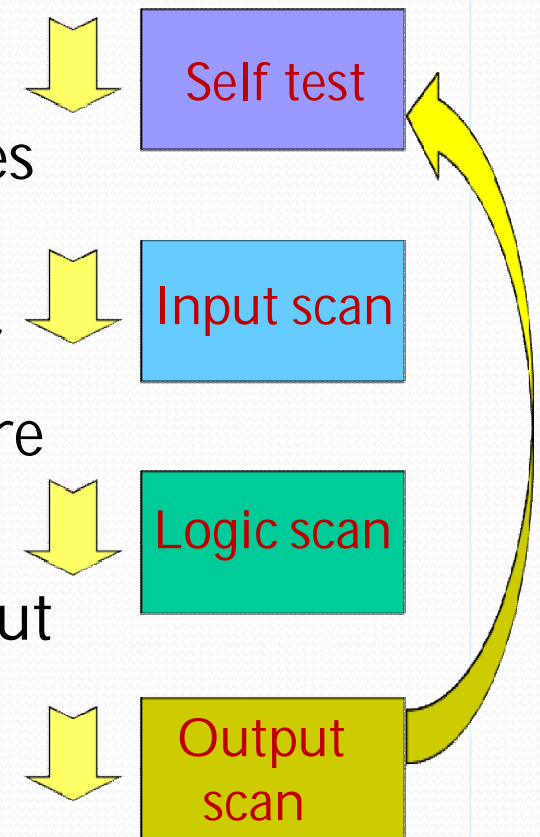 Self test
es
Input scan
re
Logic scan
ut
Output
scan